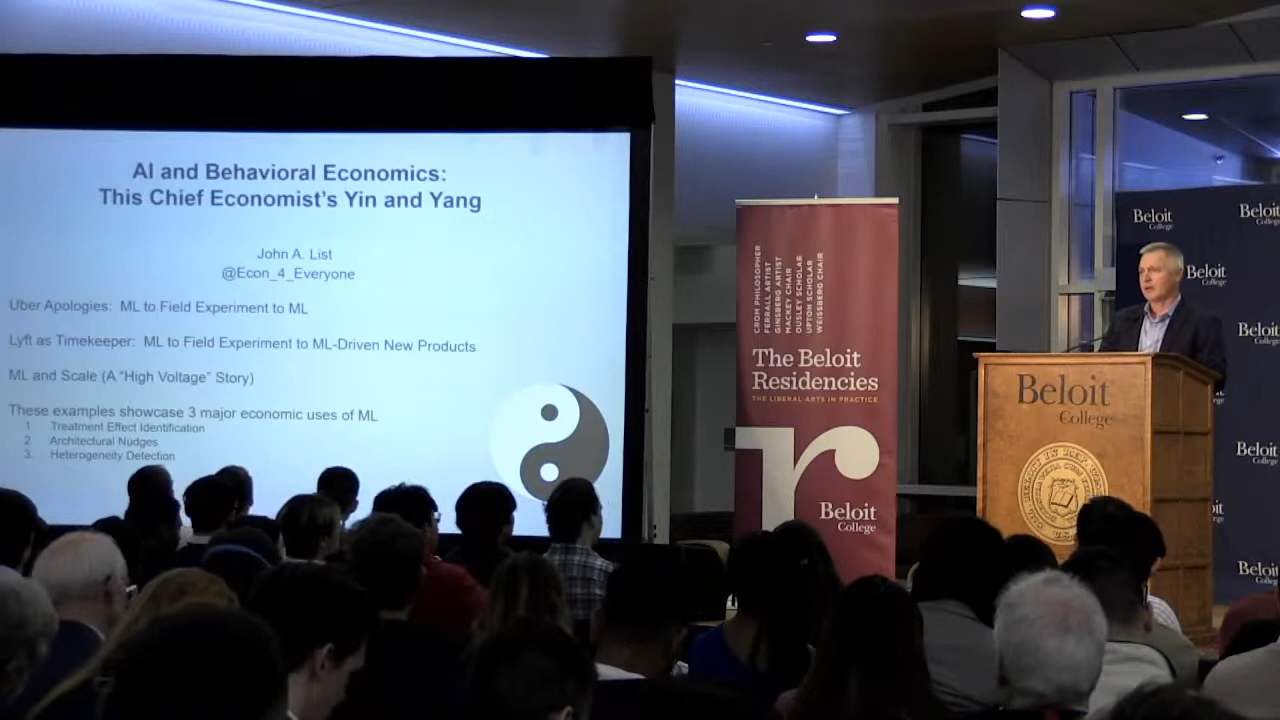 AI and Behavioral Economics:
This Chief Economist's Yin and Yang
John A. List
@Econ_4_Everyone
Uber Apologies: ML to Field Experiment to ML
Lyft as Timekeeper: ML to Field Experiment to ML-Driven New Products
ML and Scale (A "High Voltage" Story)
These examples showcase 3 major economic uses of ML
1. Treatment Effect Identification
2. Architectural Nudges
3. Heterogeneity Detection
CROM PHILOSOPHER
FERRALL ARTIST
GINSBERG ARTIST
MACKEY CHAIR
OUSLEY SCHOLAR
UPTON SCHOLAR
WEISSBERG CHAIR
The Beloit
Residencies
THE LIBERAL ARTS IN PRACTICE
r
Beloit
College
Beloit
College
Beloit
College
Beloit
College
Beloit
College
Beloit
College
Beloit
College
Beloit
College